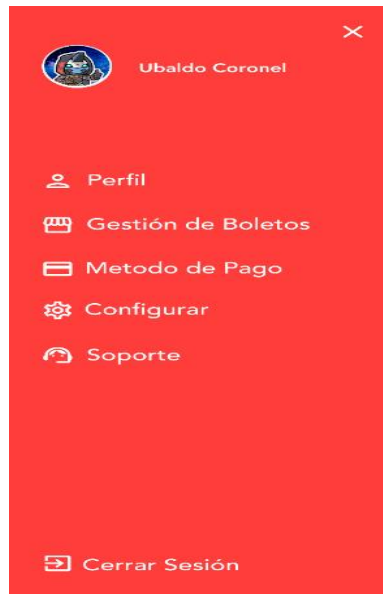 Ubaldo Coronel
Perfil
Gestión de Boletos
Metodo de Pago
Configurar
Soporte
Cerrar Sesión